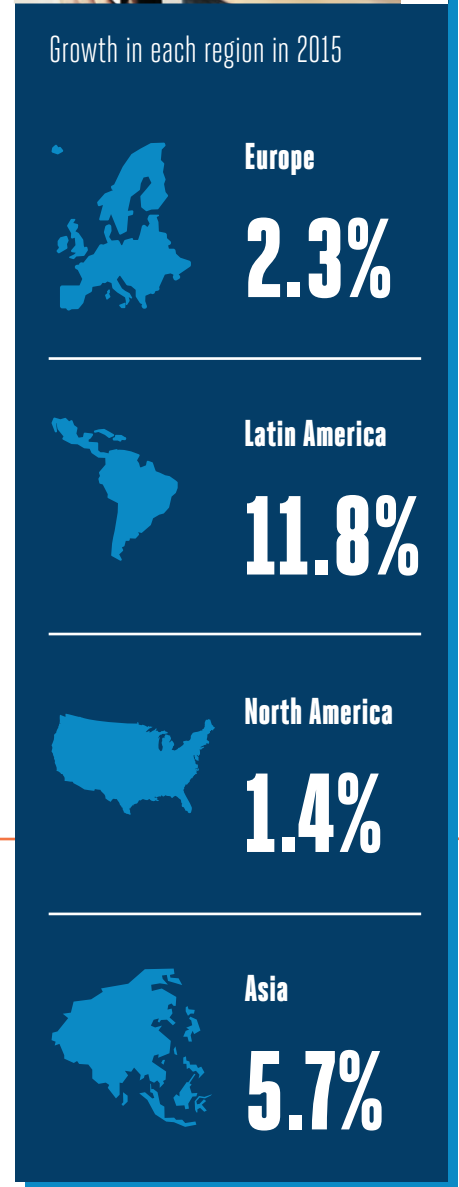 Growth in each region in 2015
Europe
2.3%
Latin America
11.8%
North America
1.4%
Asia
5.7%